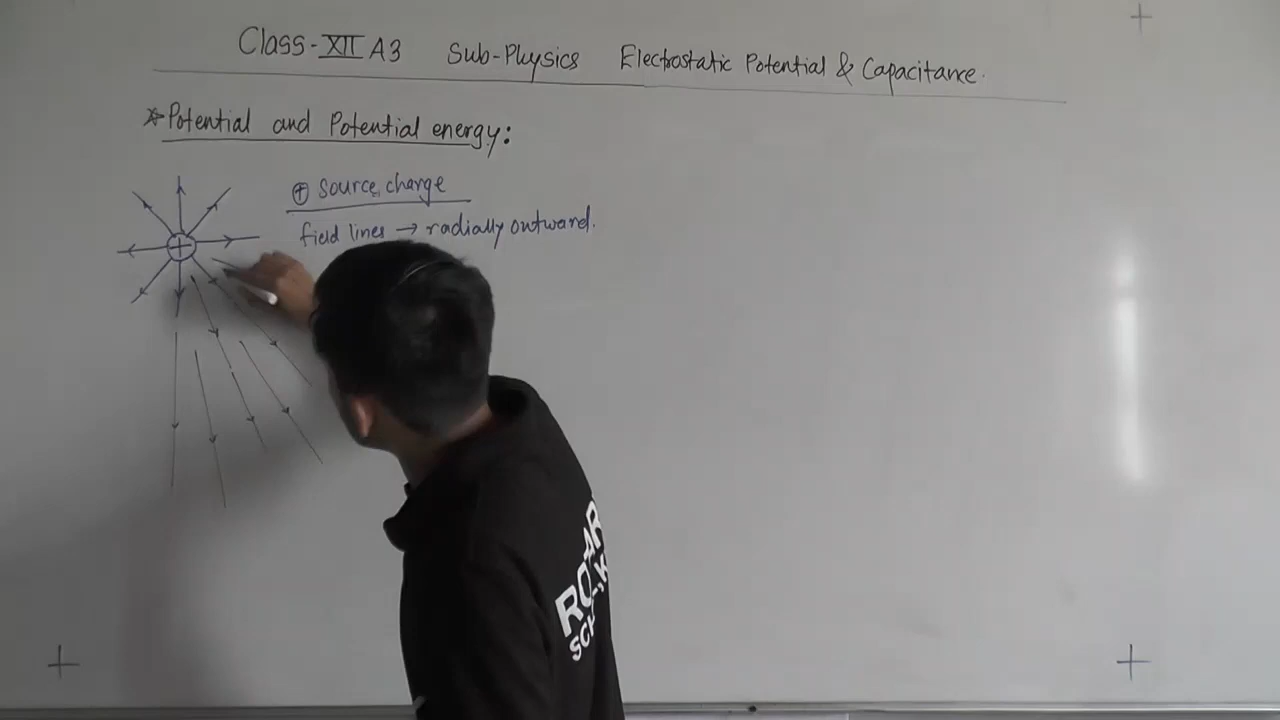 Class-XII A3 Sub-Physics Electrostatic Potential & Capacitance.
*Potential and Potential energy:
+ Source charge
field lines → radially outward.